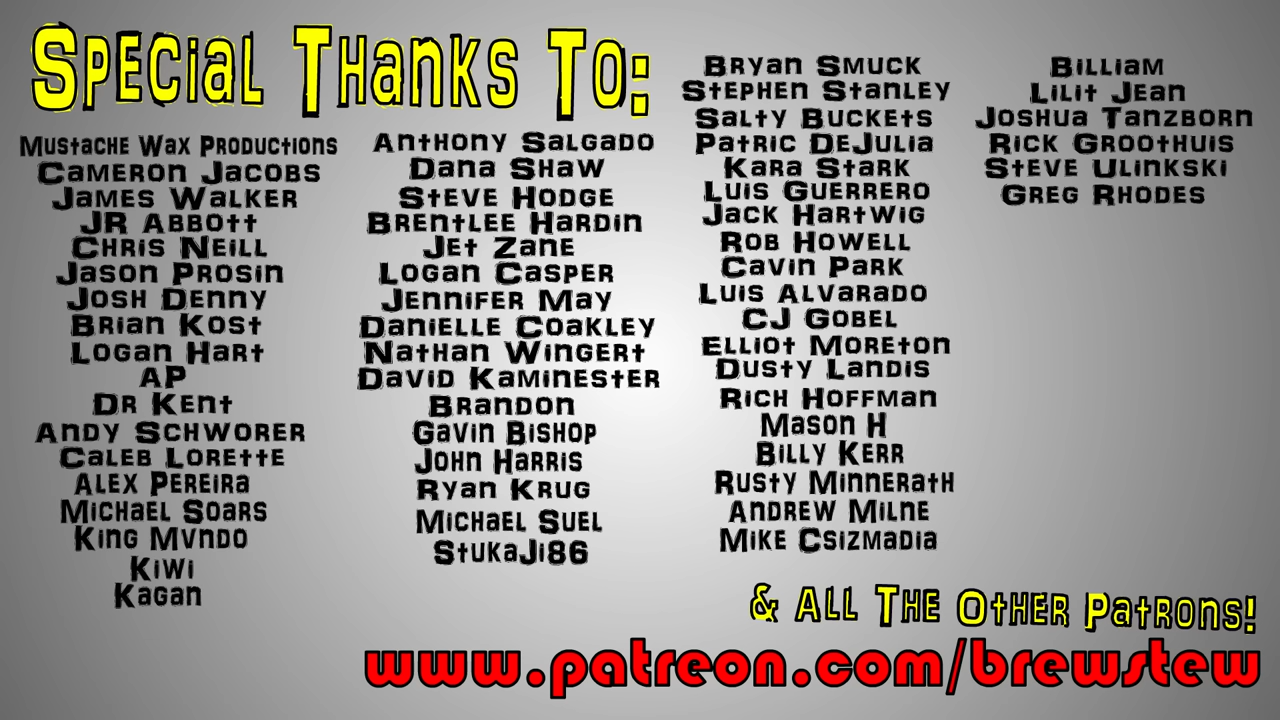 Special Thanks To:
Mustache Wax Productions
Cameron Jacobs
James Walker
JR Abbott
Chris Neill
Jason Prosin
Josh Denny
Brian Kost
Logan Hart
AP
Dr Kent
Andy Schworer
Caleb Lorette
Alex Pereira
Michael Soars
King Mvndo
Kiwi
Kagan
Anthony Salgado
Dana Shaw
Steve Hodge
Brentlee Hardin
Jet Zane
Logan Casper
Jennifer May
Danielle Coakley
Nathan Wingert
David Kaminester
Brandon
Gavin Bishop
John Harris
Ryan Krug
Michael Suel
StukaJi86
Bryan Smuck
Stephen Stanley
Salty Buckets
Patric DeJulia
Kara Stark
Luis Guerrero
Jack Hartwig
Rob Howell
Cavin Park
Luis Alvarado
CJ Gobel
Elliot Moreton
Dusty Landis
Rich Hoffman
Mason H
Billy Kerr
Rusty Minnerath
Andrew Milne
Mike Csizmadia
Billiam
Lilit Jean
Joshua Tanzborn
Rick Groothuis
Steve Ulinkski
Greg Rhodes
& All The Other Patrons!
www.patreon.com/brewstew